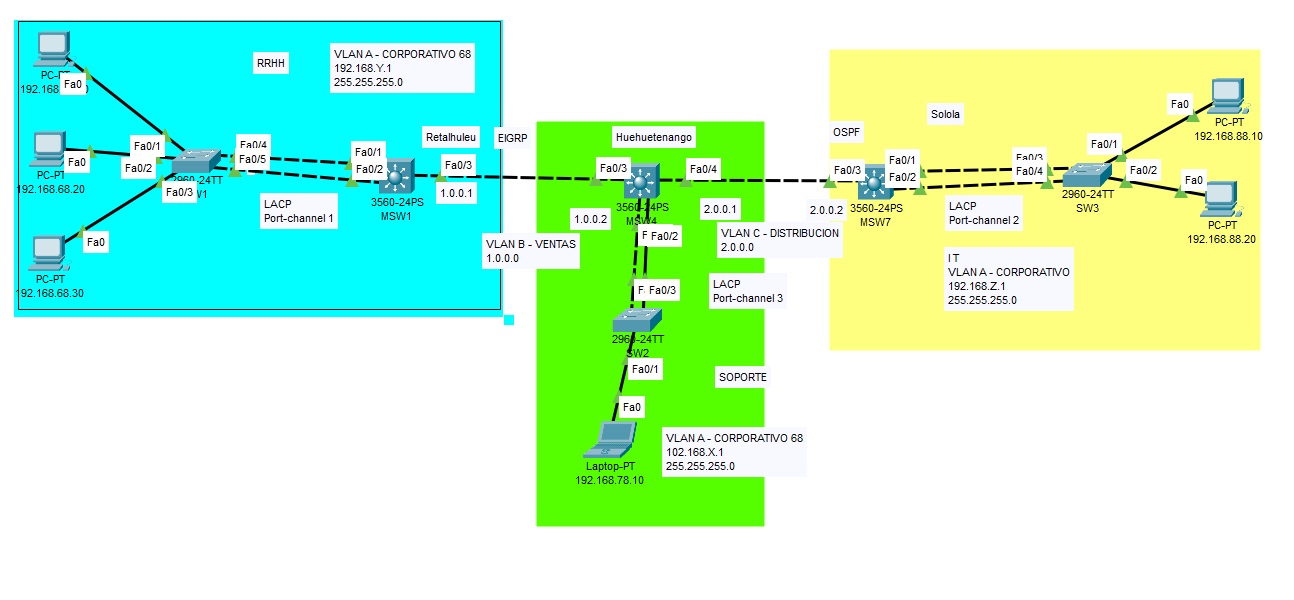 RRHH
VLAN A - CORPORATIVO 68
192.168.Y.1
255.255.255.0
PC-PT
192.168
Fa0
PC-PT
192.168.68.20
Fa0
PC-PT
192.168.68.30
Fa0
Fa0/1
Fa0/2
Fa0/3
2960-24TT
Fa0/4
Fa0/5
LACP
Port-channel 1
Fa0/1
Fa0/2
3560-24PS
MSW1
Retalhuleu
Fa0/3
1.0.0.1
EIGRP
VLAN B - VENTAS
1.0.0.0
Huehuetenango
Fa0/3
Fa0/4
3560-24PS
MSW4
1.0.0.2
2.0.0.1
Fa0/2
VLAN C - DISTRIBUCION
2.0.0.0
LACP
Port-channel 3
Fa0/3
2960-24TT
SW2
Fa0/1
SOPORTE
Fa0
Laptop-PT
192.168.78.10
VLAN A - CORPORATIVO 68
102.168.X.1
255.255.255.0
OSPF
Solola
Fa0/3
Fa0/1
Fa0/2
2.0.0.2
3560-24PS
MSW7
LACP
Port-channel 2
Fa0/3
Fa0/4
2960-24TT
SW3
Fa0/1
Fa0/2
Fa0
PC-PT
192.168.88.10
Fa0
PC-PT
192.168.88.20
I T
VLAN A - CORPORATIVO
192.168.Z.1
255.255.255.0